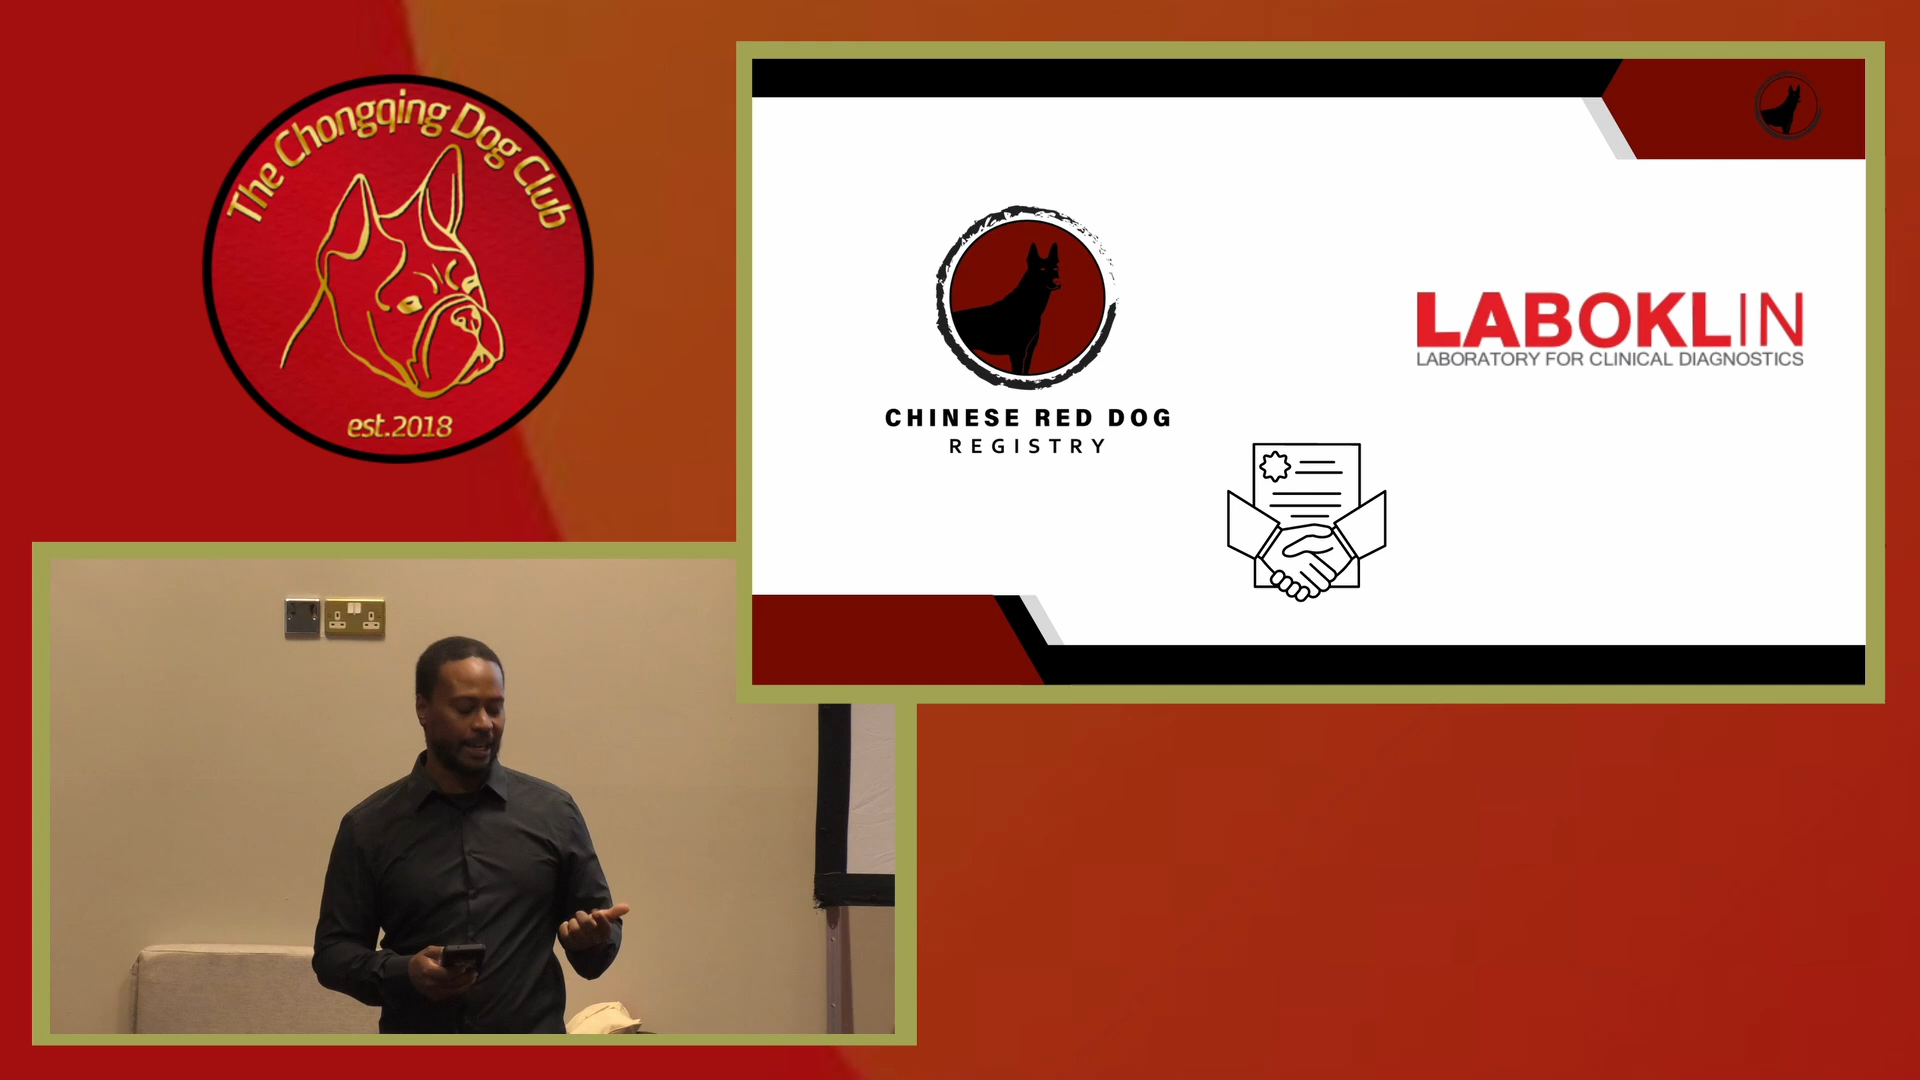 The Chongqing Dog Club
est.2018
CHINESE RED DOG
REGISTRY
LABOKLIN
LABORATORY FOR CLINICAL DIAGNOSTICS